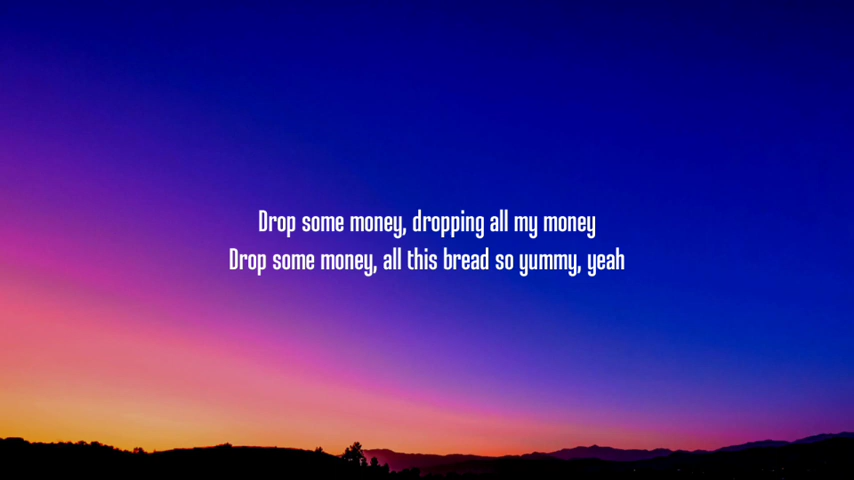 Drop some money, dropping all my money
Drop some money, all this bread so yummy, yeah